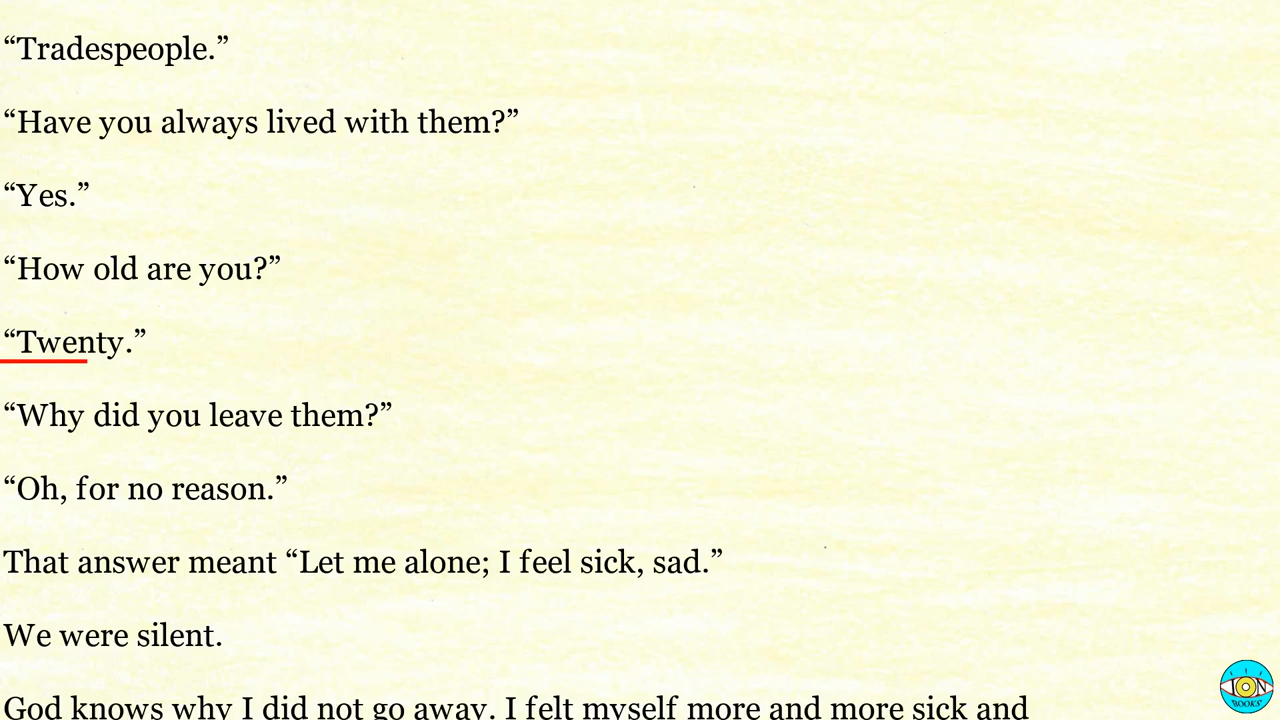 “Tradespeople.”
“Have you always lived with them?”
“Yes.”
“How old are you?”
“Twenty.”
“Why did you leave them?”
“Oh, for no reason.”
That answer meant “Let me alone; I feel sick, sad.”
We were silent.
God knows why I did not go away. I felt myself more and more sick and
ION
BOOKS